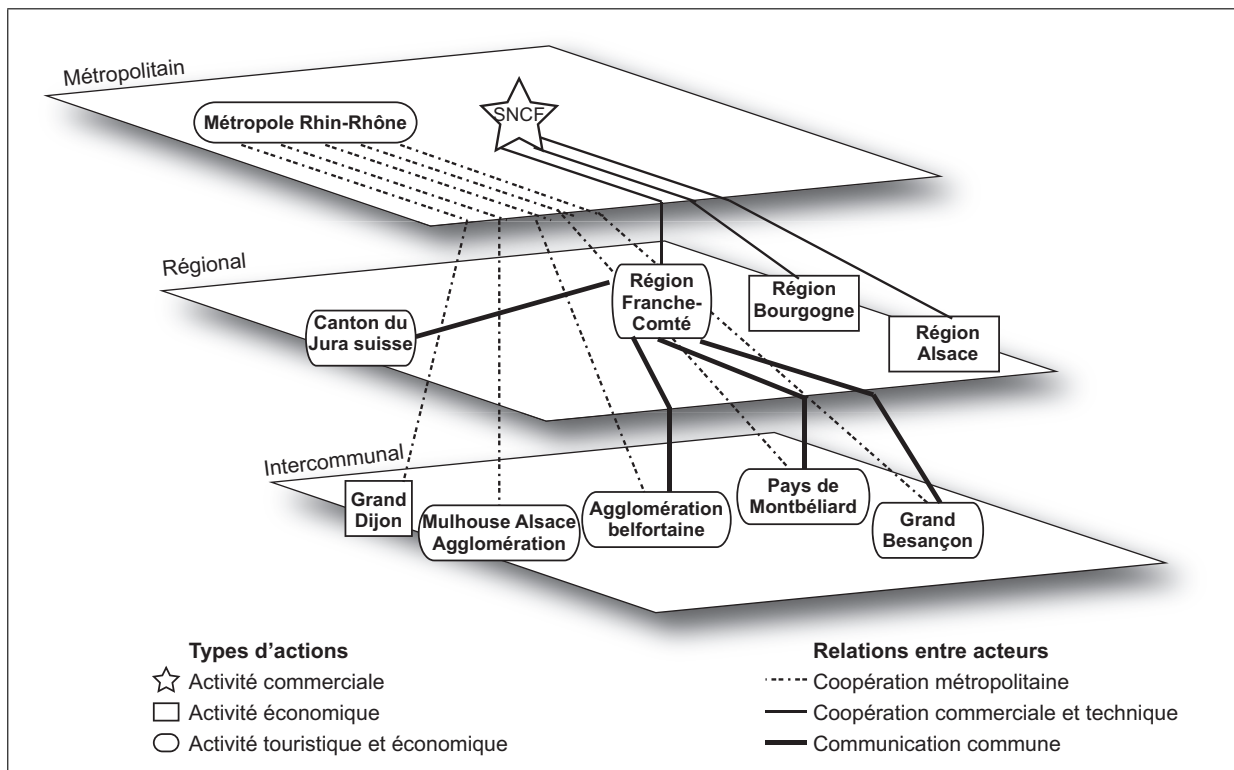 Métropolitain
SNCF
Métropole Rhin-Rhône
Régional
Région
Franche-
Comté
Région
Bourgogne
Canton du
Jura suisse
Région
Alsace
Intercommunal
Grand
Dijon
Mulhouse Alsace
Agglomération
Agglomération
belfortaine
Pays de
Montbéliard
Grand
Besançon
Types d’actions
Activité commerciale
Activité économique
Activité touristique et économique
Relations entre acteurs
Coopération métropolitaine
Coopération commerciale et technique
Communication commune